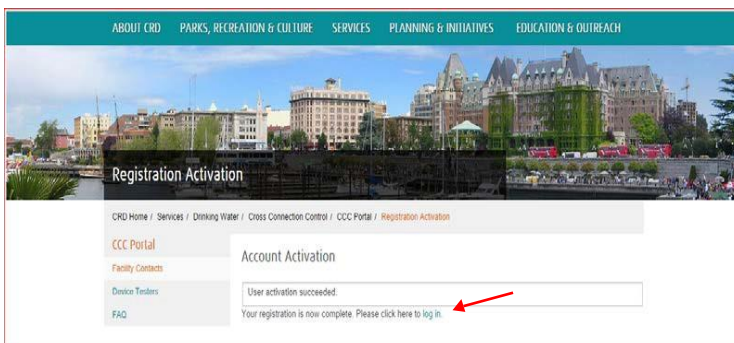 ABOUT CRD PARKS, RECREATION & CULTURE SERVICES PLANNING & INITIATIVES EDUCATION & OUTREACH
Registration Activation
CRD Home / Services / Drinking Water / Cross Connection Control / CCC Portal / Registration Activation
CCC Portal
Facility Contacts
Device Testers
FAQ
Account Activation
User activation succeeded.
Your registration is now complete. Please click here to log in.